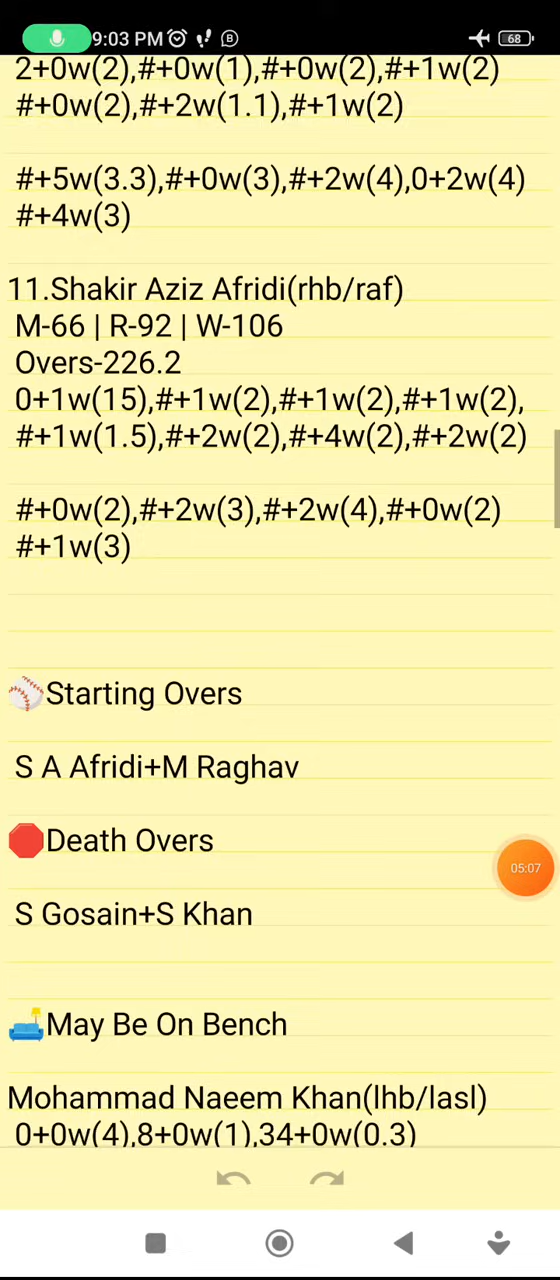 9:03 PM
68
2+0w(2),#+0w(1),#+0w(2),#+1w(2)
#+0w(2),#+2w(1.1),#+1w(2)
#+5w(3.3),#+0w(3),#+2w(4),0+2w(4)
#+4w(3)
11.Shakir Aziz Afridi(rhb/raf)
M-66 | R-92 | W-106
Overs-226.2
0+1w(15),#+1w(2),#+1w(2),#+1w(2),
#+1w(1.5),#+2w(2),#+4w(2),#+2w(2)
#+0w(2),#+2w(3),#+2w(4),#+0w(2)
#+1w(3)
⚾Starting Overs
S A Afridi+M Raghav
🛑Death Overs
05:07
S Gosain+S Khan
🛋️May Be On Bench
Mohammad Naeem Khan(lhb/lasl)
0+0w(4),8+0w(1),34+0w(0.3)